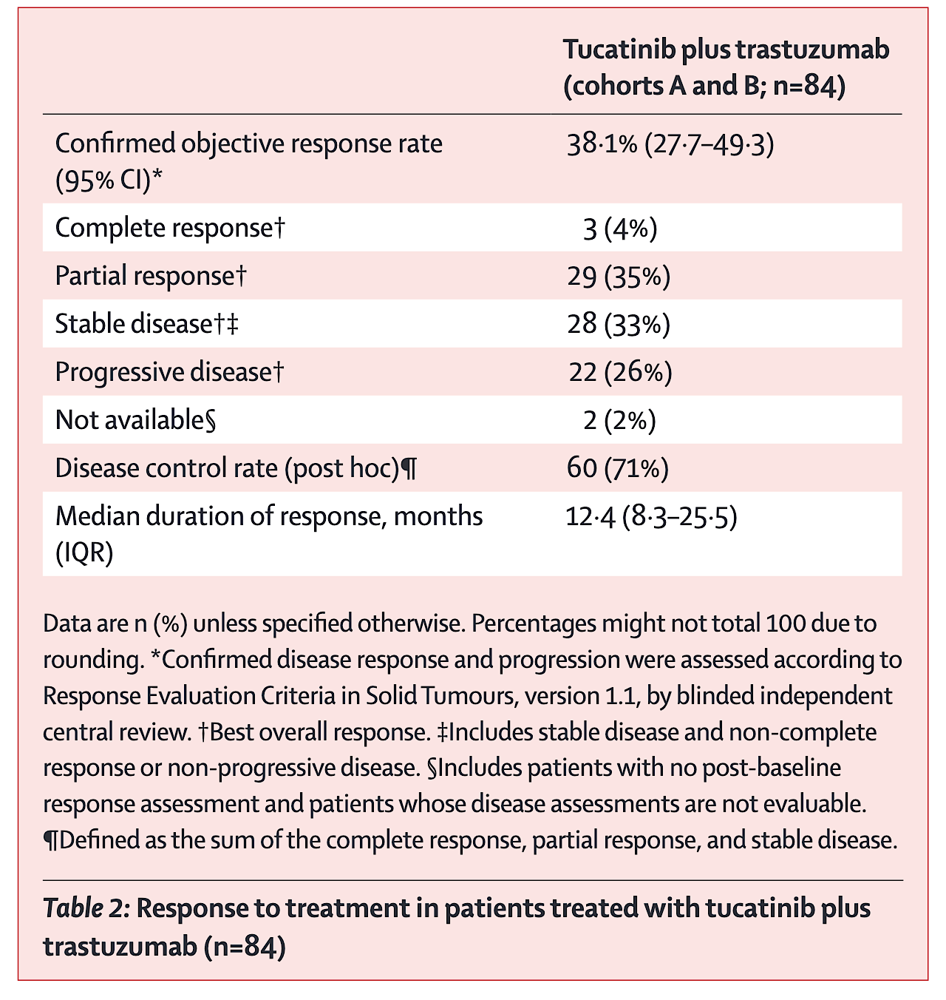 Tucatinib plus trastuzumab
(cohorts A and B; n=84)
Confirmed objective response rate 38·1% (27·7–49·3)
(95% CI)*
Complete response† 3 (4%)
Partial response† 29 (35%)
Stable disease†‡ 28 (33%)
Progressive disease† 22 (26%)
Not available§ 2 (2%)
Disease control rate (post hoc)¶ 60 (71%)
Median duration of response, months 12·4 (8·3–25·5)
(IQR)
Data are n (%) unless specified otherwise. Percentages might not total 100 due to
rounding. *Confirmed disease response and progression were assessed according to
Response Evaluation Criteria in Solid Tumours, version 1.1, by blinded independent
central review. †Best overall response. ‡Includes stable disease and non-complete
response or non-progressive disease. §Includes patients with no post-baseline
response assessment and patients whose disease assessments are not evaluable.
¶Defined as the sum of the complete response, partial response, and stable disease.
Table 2: Response to treatment in patients treated with tucatinib plus
trastuzumab (n=84)